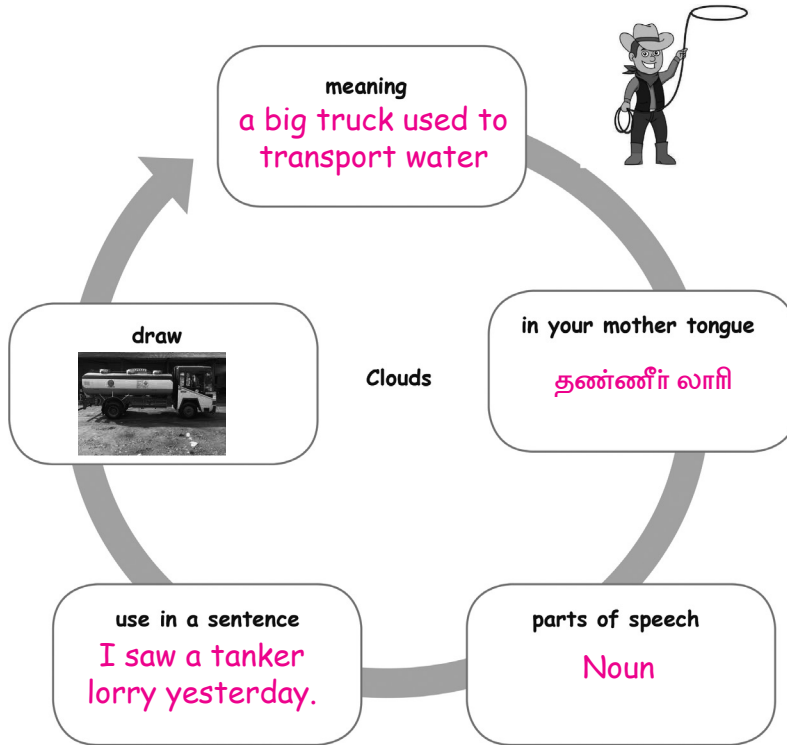 meaning
a big truck used to
transport water
in your mother tongue
தண்ணீர் லாரி
draw
Clouds
use in a sentence
I saw a tanker
lorry yesterday.
parts of speech
Noun